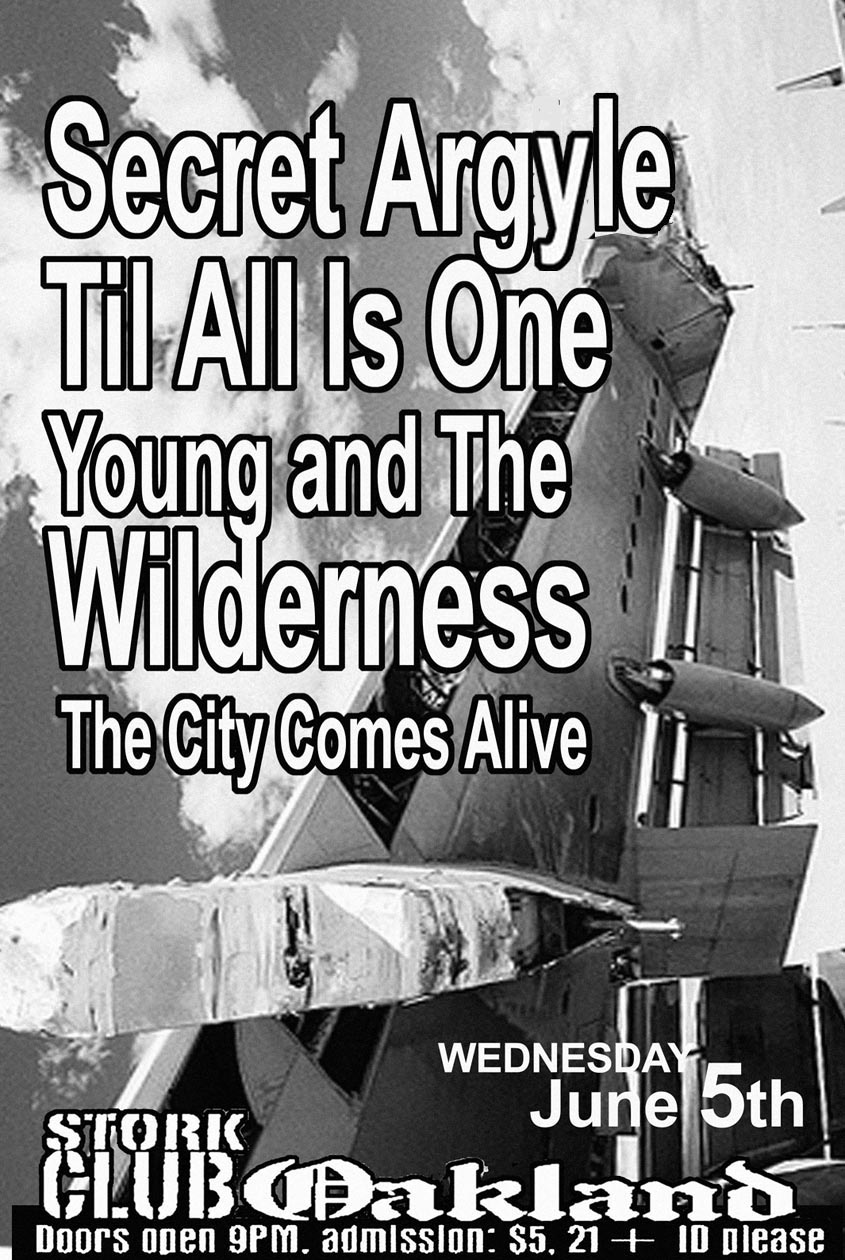 Secret Argyle
Til All Is One
Young and The
Wilderness
The City Comes Alive
WEDNESDAY
June 5th
STORK
CLUB Oakland
Doors open 9PM. admission: $5, 21 + ID please